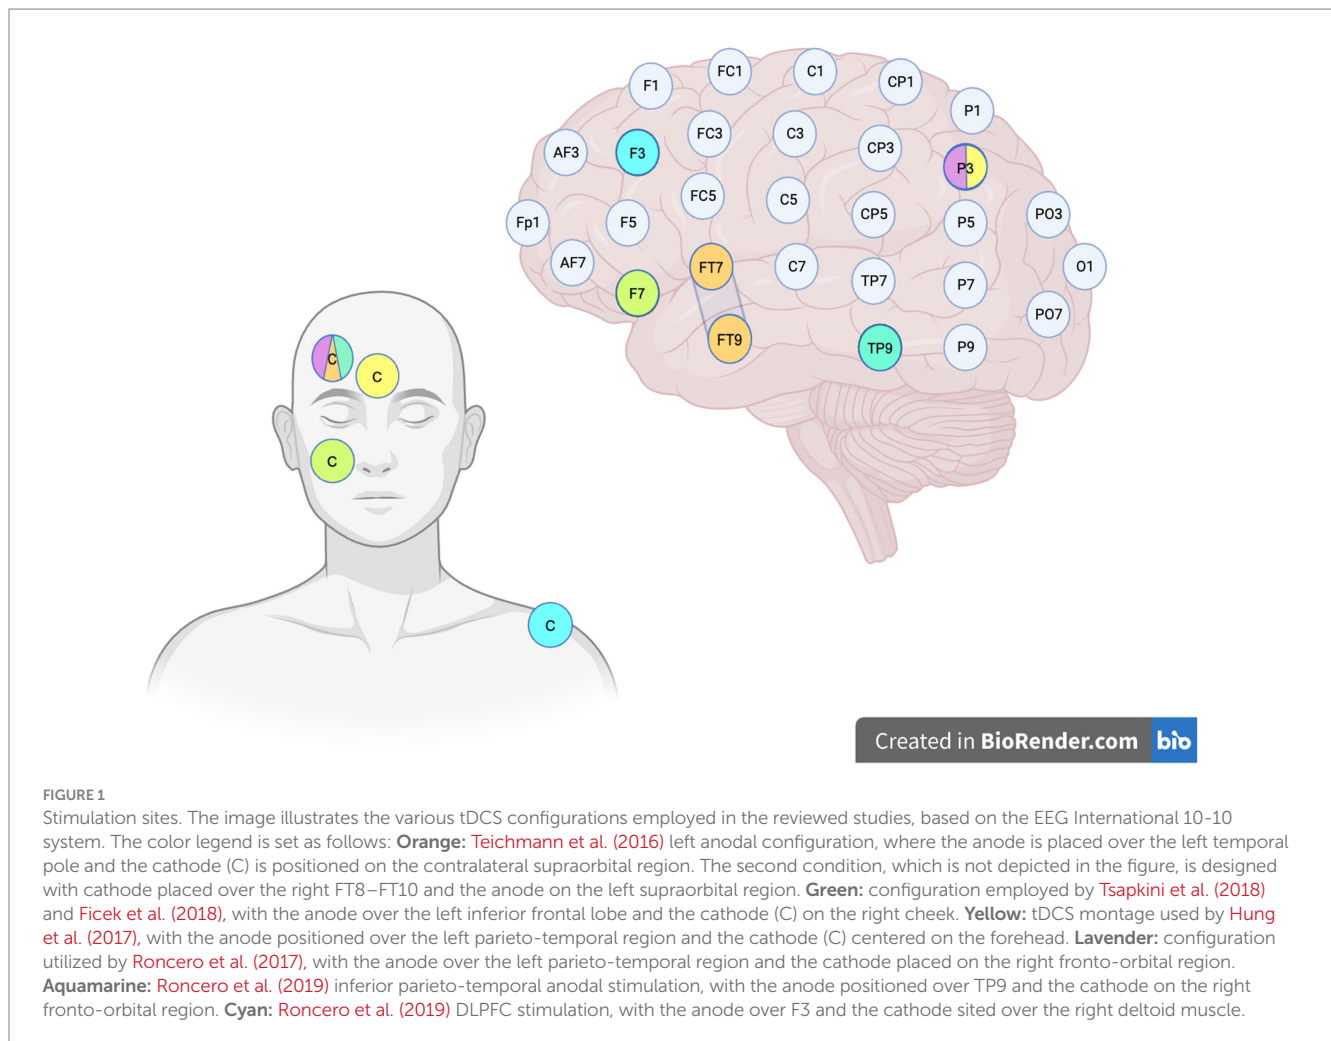 F1
FC1
C1
CP1
P1
AF3
F3
FC3
C3
CP3
P3
Fp1
F5
FC5
C5
CP5
P5
PO3
AF7
F7
FT7
C7
TP7
P7
O1
PO7
FT9
TP9
P9
C
C
C
C
Created in BioRender.com bio
FIGURE 1
Stimulation sites. The image illustrates the various tDCS configurations employed in the reviewed studies, based on the EEG International 10-10
system. The color legend is set as follows: Orange: Teichmann et al. (2016) left anodal configuration, where the anode is placed over the left temporal
pole and the cathode (C) is positioned on the contralateral supraorbital region. The second condition, which is not depicted in the figure, is designed
with cathode placed over the right FT8–FT10 and the anode on the left supraorbital region. Green: configuration employed by Tsapkini et al. (2018)
and Ficek et al. (2018), with the anode over the left inferior frontal lobe and the cathode (C) on the right cheek. Yellow: tDCS montage used by Hung
et al. (2017), with the anode positioned over the left parieto-temporal region and the cathode (C) centered on the forehead. Lavender: configuration
utilized by Roncero et al. (2017), with the anode over the left parieto-temporal region and the cathode placed on the right fronto-orbital region.
Aquamarine: Roncero et al. (2019) inferior parieto-temporal anodal stimulation, with the anode positioned over TP9 and the cathode on the right
fronto-orbital region. Cyan: Roncero et al. (2019) DLPFC stimulation, with the anode over F3 and the cathode sited over the right deltoid muscle.